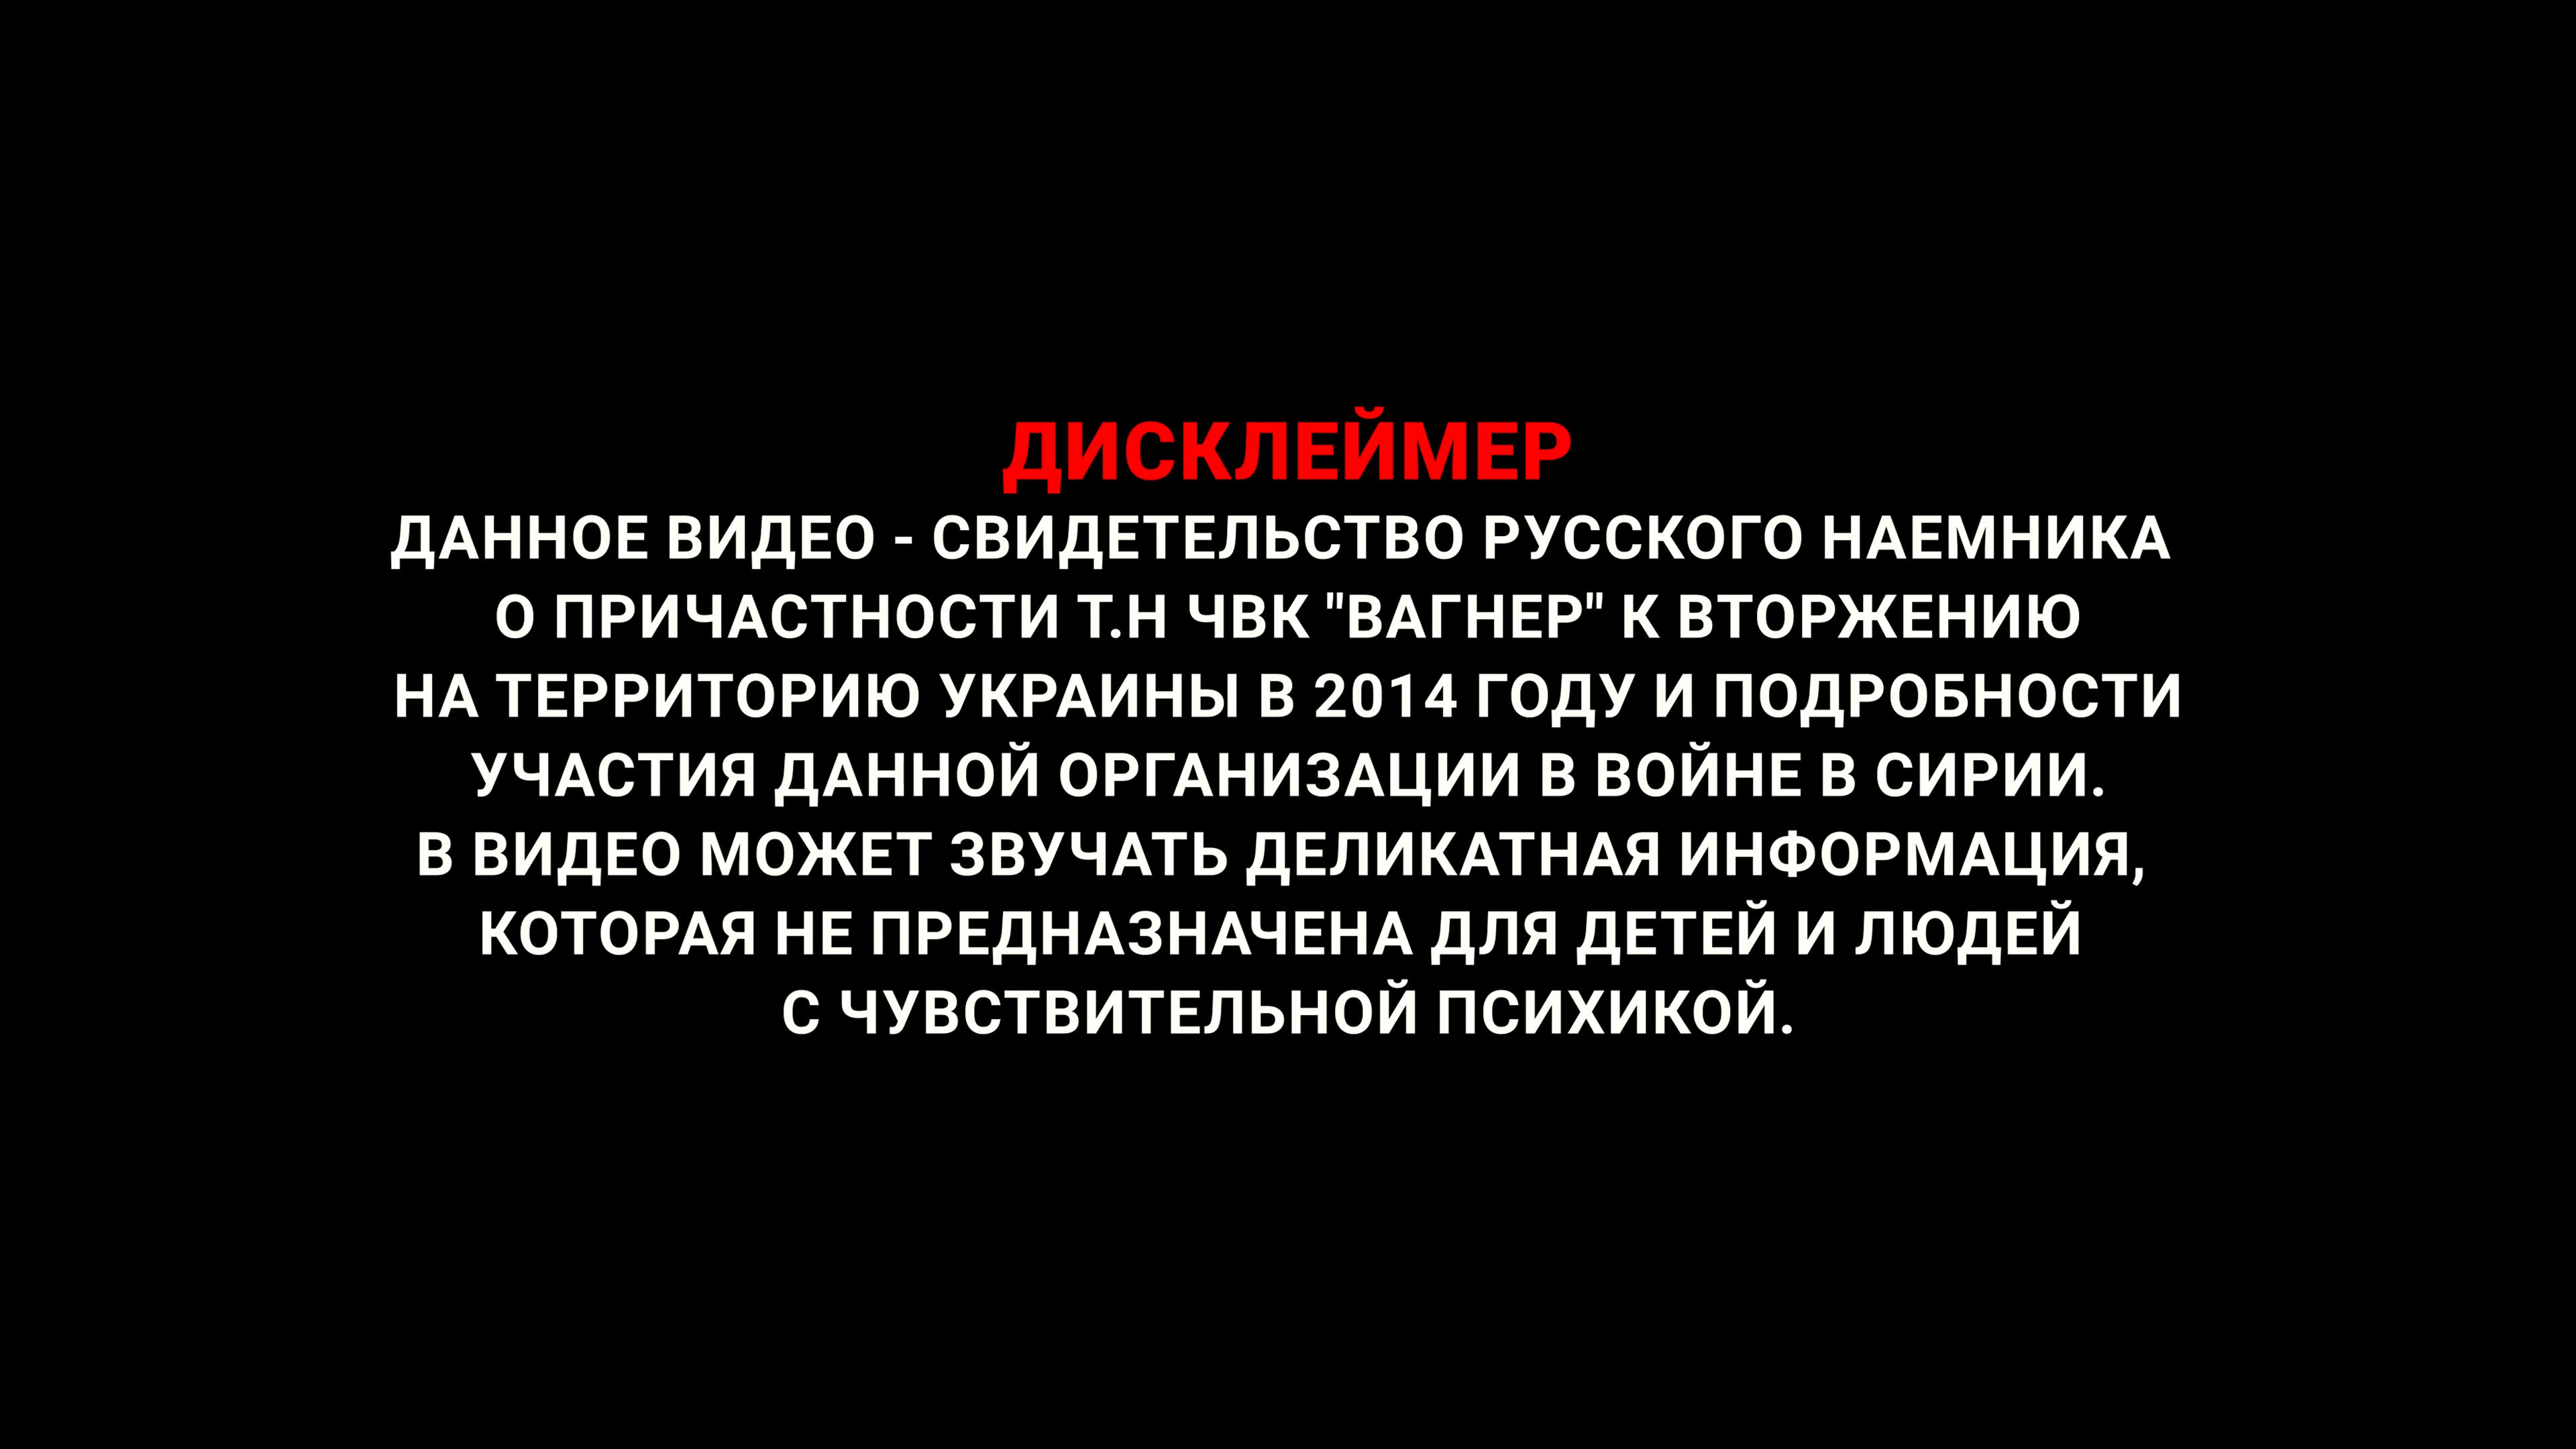 ДИСКЛЕЙМЕР
ДАННОЕ ВИДЕО - СВИДЕТЕЛЬСТВО РУССКОГО НАЕМНИКА
О ПРИЧАСТНОСТИ Т.Н ЧВК "ВАГНЕР" К ВТОРЖЕНИЮ
НА ТЕРРИТОРИЮ УКРАИНЫ В 2014 ГОДУ И ПОДРОБНОСТИ
УЧАСТИЯ ДАННОЙ ОРГАНИЗАЦИИ В ВОЙНЕ В СИРИИ.
В ВИДЕО МОЖЕТ ЗВУЧАТЬ ДЕЛИКАТНАЯ ИНФОРМАЦИЯ,
КОТОРАЯ НЕ ПРЕДНАЗНАЧЕНА ДЛЯ ДЕТЕЙ И ЛЮДЕЙ
С ЧУВСТВИТЕЛЬНОЙ ПСИХИКОЙ.